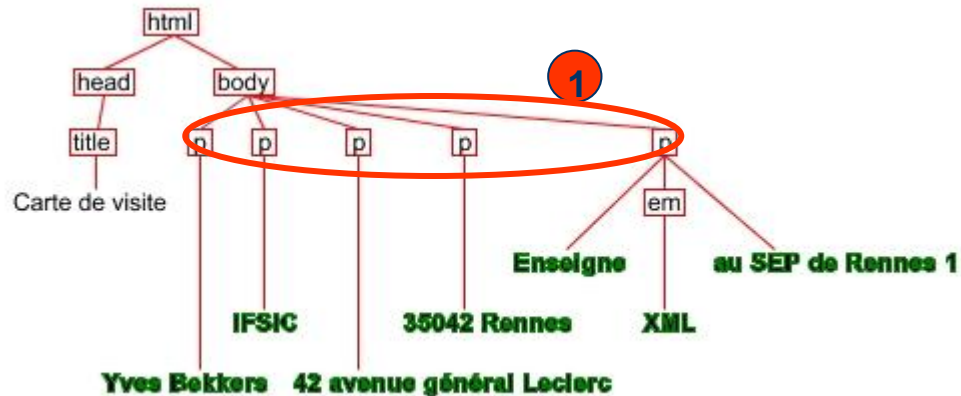 html
1
head body
title p p p p p
Carte de visite em
Enseigne au SEP de Rennes 1
IFSIC 35042 Rennes XML
Yves Bekkers 42 avenue général Leclerc